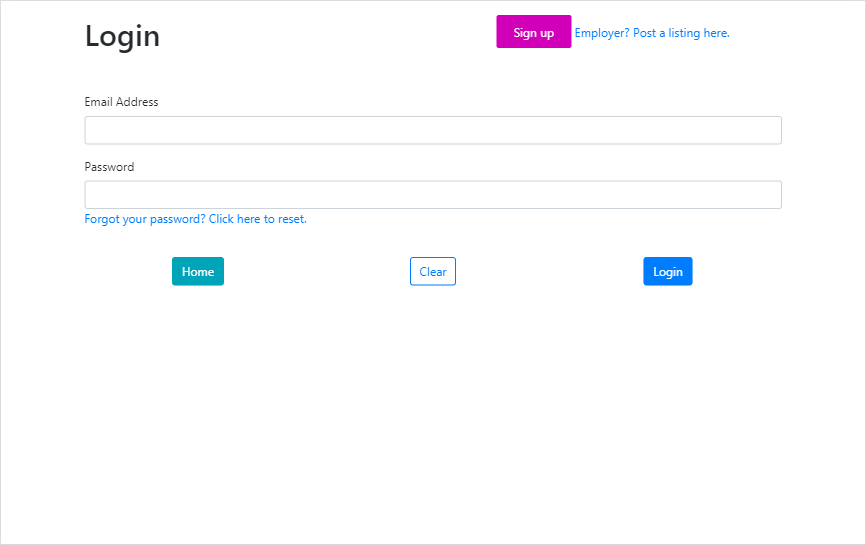 Login
Sign up Employer? Post a listing here.
Email Address
Password
Forgot your password? Click here to reset.
Home Clear Login